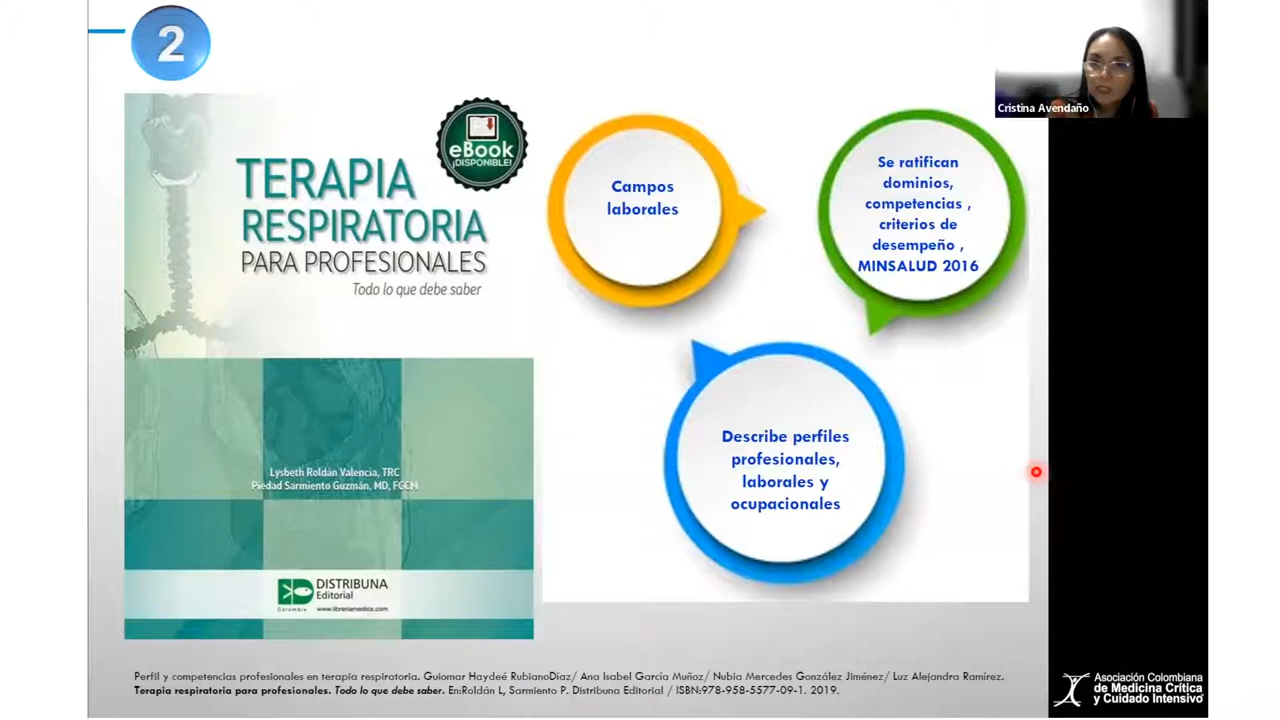 2
eBook
¡DISPONIBLE!
TERAPIA
RESPIRATORIA
PARA PROFESIONALES
Todo lo que debe saber
Lysbeth Roldán Valencia, TRC
Piedad Sarmiento Guzmán, MD, FCCM
DISTRIBUNA
Editorial
Colombia
www.libreriamedica.com
Campos
laborales
Se ratifican
dominios,
competencias ,
criterios de
desempeño ,
MINSALUD 2016
Describe perfiles
profesionales,
laborales y
ocupacionales
Cristina Avendaño
Perfil y competencias profesionales en terapia respiratoria. Guiomar Haydeé RubianoDíaz/ Ana Isabel García Muñoz/ Nubia Mercedes González Jiménez/ Luz Alejandra Ramírez.
Terapia respiratoria para profesionales. Todo lo que debe saber. En:Roldán L, Sarmiento P. Distribuna Editorial / ISBN:978-958-5577-09-1. 2019.
Asociación Colombiana
de Medicina Crítica
y Cuidado Intensivo